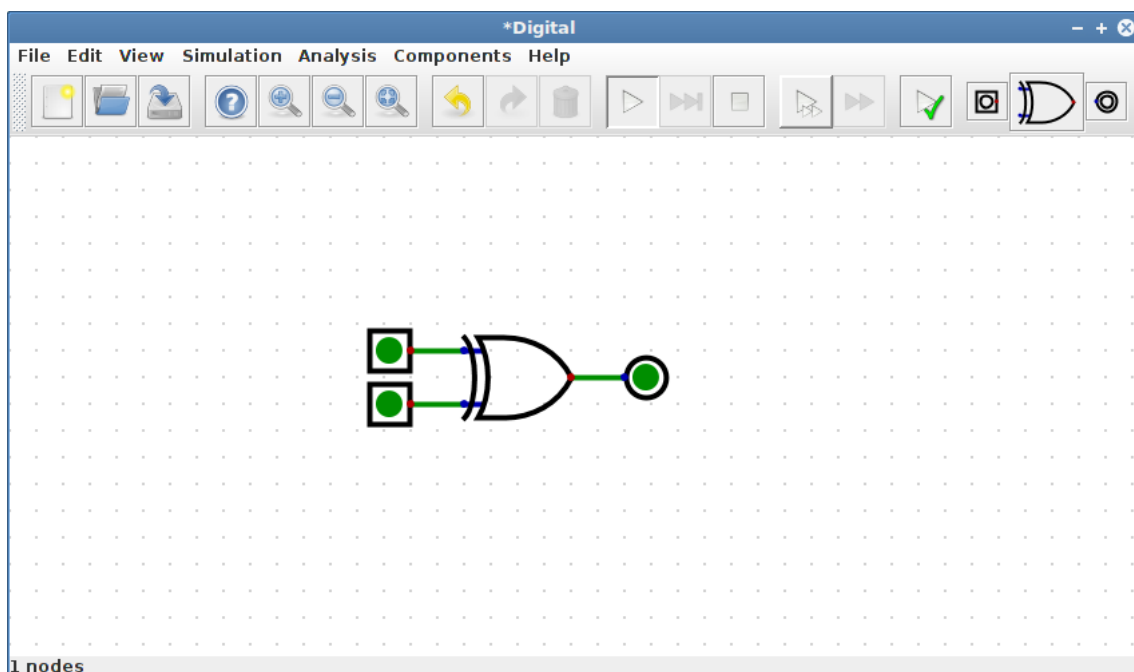 *Digital
File Edit View Simulation Analysis Components Help
1 nodes